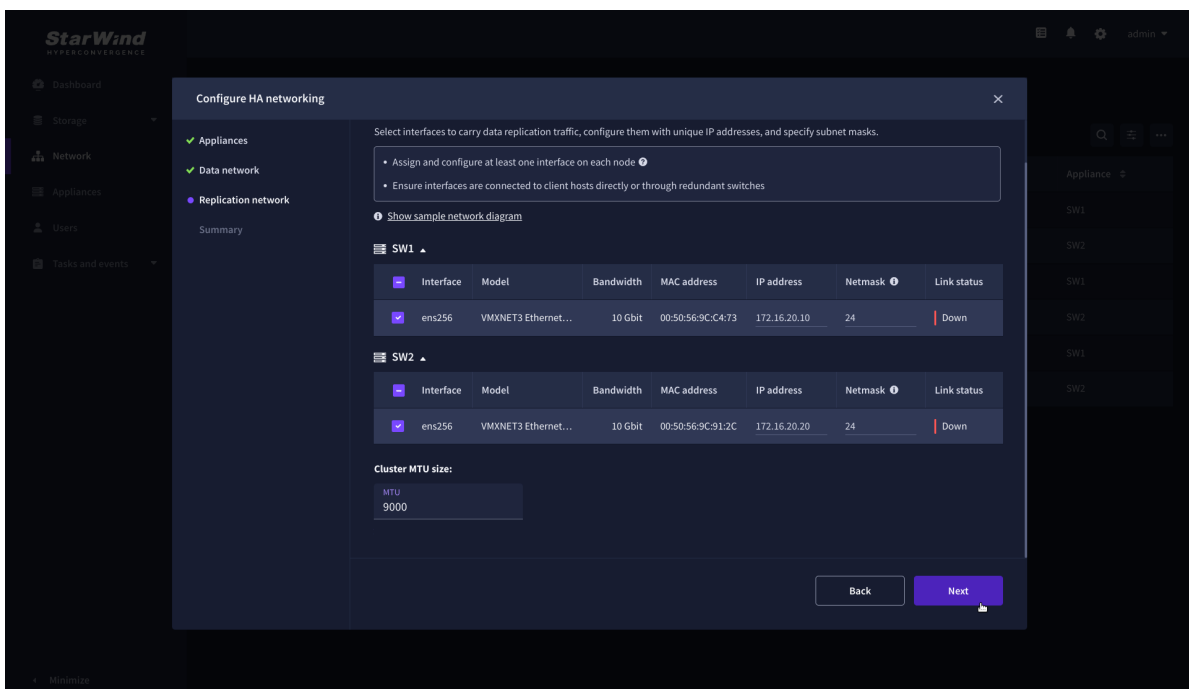 StarWind
HYPERCONVERGENCE
admin
Dashboard
Storage
Network
Appliances
Users
Tasks and events
Minimize
Appliance
SW1
SW2
SW1
SW2
SW1
SW2
Configure HA networking
Appliances
Data network
Replication network
Summary
Select interfaces to carry data replication traffic, configure them with unique IP addresses, and specify subnet masks.
• Assign and configure at least one interface on each node
• Ensure interfaces are connected to client hosts directly or through redundant switches
Show sample network diagram
SW1
Interface Model Bandwidth MAC address IP address Netmask Link status
ens256 VMXNET3 Ethernet... 10 Gbit 00:50:56:9C:C4:73 172.16.20.10 24 Down
SW2
Interface Model Bandwidth MAC address IP address Netmask Link status
ens256 VMXNET3 Ethernet... 10 Gbit 00:50:56:9C:91:2C 172.16.20.20 24 Down
Cluster MTU size:
MTU
9000
Back Next